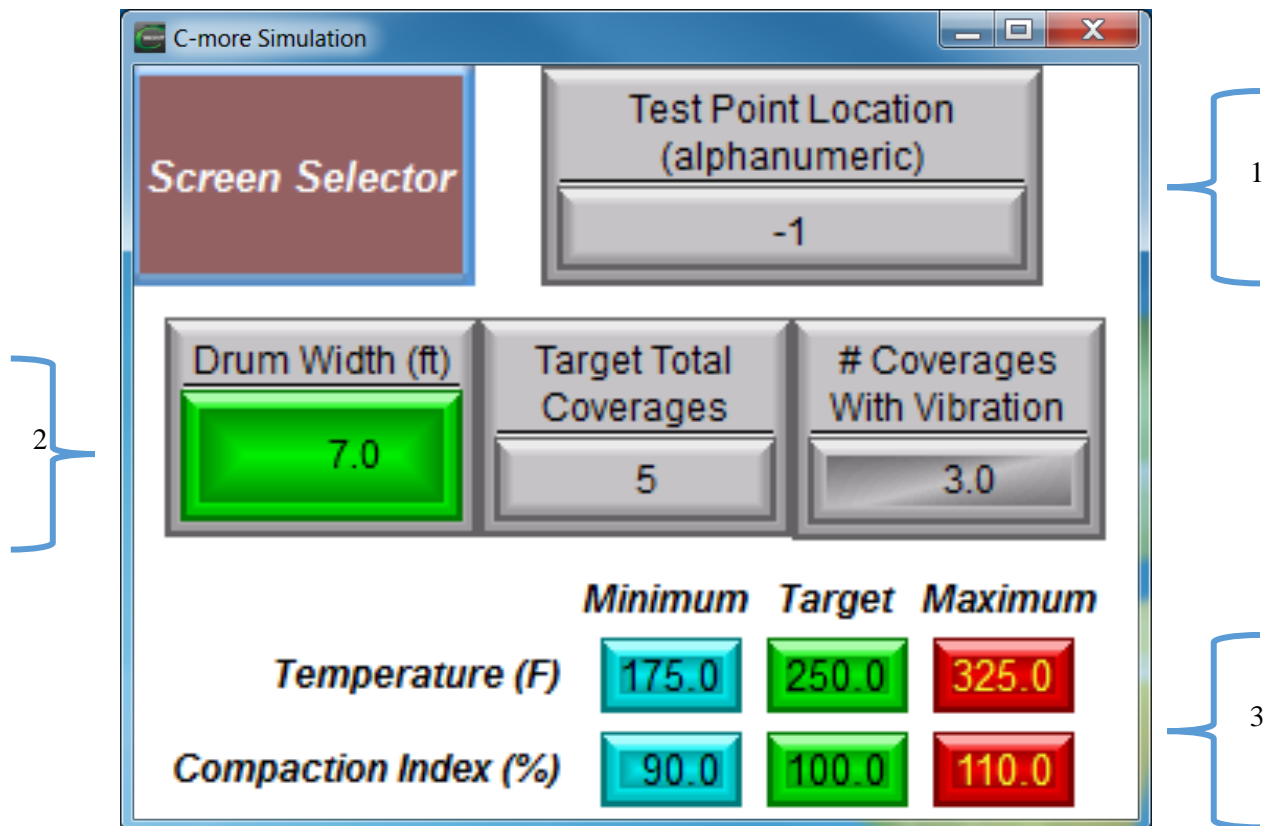 C-more Simulation
Screen Selector
Test Point Location
(alphanumeric)
-1
1
Drum Width (ft)
7.0
Target Total
Coverages
5
# Coverages
With Vibration
3.0
2
Minimum Target Maximum
Temperature (F) 175.0 250.0 325.0
Compaction Index (%) 90.0 100.0 110.0
3